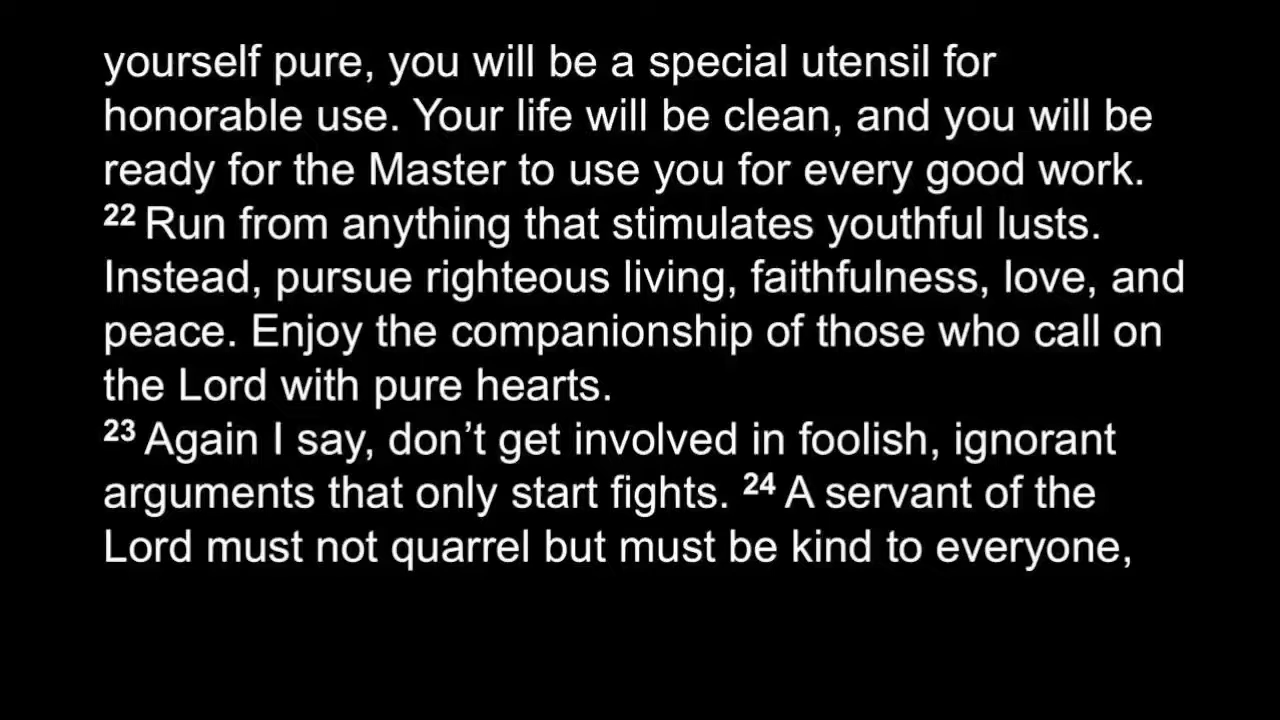 yourself pure, you will be a special utensil for
honorable use. Your life will be clean, and you will be
ready for the Master to use you for every good work.
22 Run from anything that stimulates youthful lusts.
Instead, pursue righteous living, faithfulness, love, and
peace. Enjoy the companionship of those who call on
the Lord with pure hearts.
23 Again I say, don’t get involved in foolish, ignorant
arguments that only start fights. 24 A servant of the
Lord must not quarrel but must be kind to everyone,